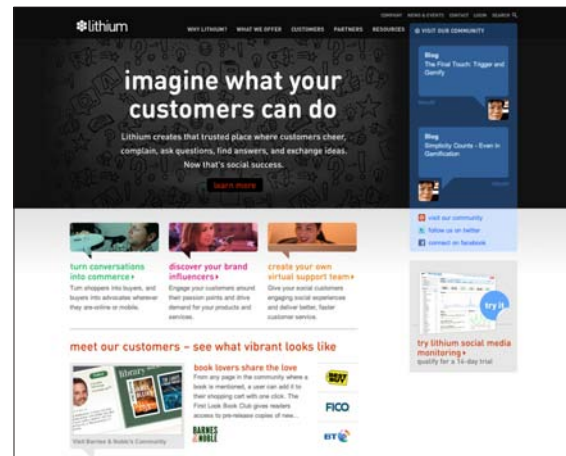 COMPANY NEWS & EVENTS CONTACT LOGIN SEARCH
lithium
WHY LITHIUM? WHAT WE OFFER CUSTOMERS PARTNERS RESOURCES
VISIT OUR COMMUNITY
imagine what your
customers can do
Lithium creates that trusted place where customers cheer,
complain, ask questions, find answers, and exchange ideas.
Now that's social success.
learn more
Blog
The Final Touch: Trigger and
Gamify
Blog
Simplicity Counts - Even in
Gamification
visit our community
follow us on twitter
connect on facebook
turn conversations
into commerce
Turn shoppers into buyers, and
buyers into advocates wherever
they are-online or mobile.
discover your brand
influencers
Engage your customers around
their passion points and drive
demand for your products and
services.
create your own
virtual support team
Give your social customers
engaging social experiences
and deliver better, faster
customer service.
try it
try lithium social media
monitoring
qualify for a 14-day trial
meet our customers – see what vibrant looks like
book lovers share the love
From any page in the community where a
book is mentioned, a user can add it to
their shopping cart with one click. The
First Look Book Club gives readers
access to pre-release copies of new...
library
Visit Barnes & Noble's Community
BARNES
&NOBLE
BEST
BUY
FICO
BT